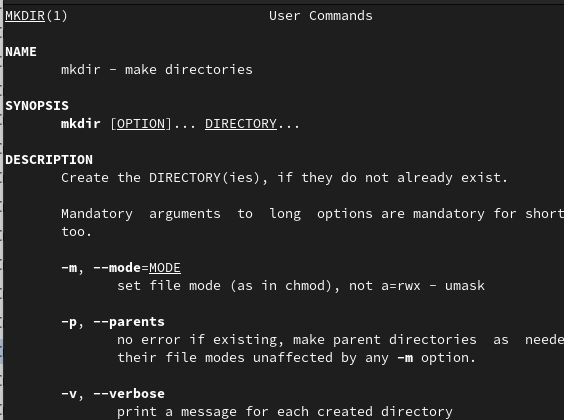 MKDIR(1) User Commands
NAME
mkdir - make directories
SYNOPSIS
mkdir [OPTION]... DIRECTORY...
DESCRIPTION
Create the DIRECTORY(ies), if they do not already exist.
Mandatory arguments to long options are mandatory for short
too.
-m, --mode=MODE
set file mode (as in chmod), not a=rwx - umask
-p, --parents
no error if existing, make parent directories as neede
their file modes unaffected by any -m option.
-v, --verbose
print a message for each created directory